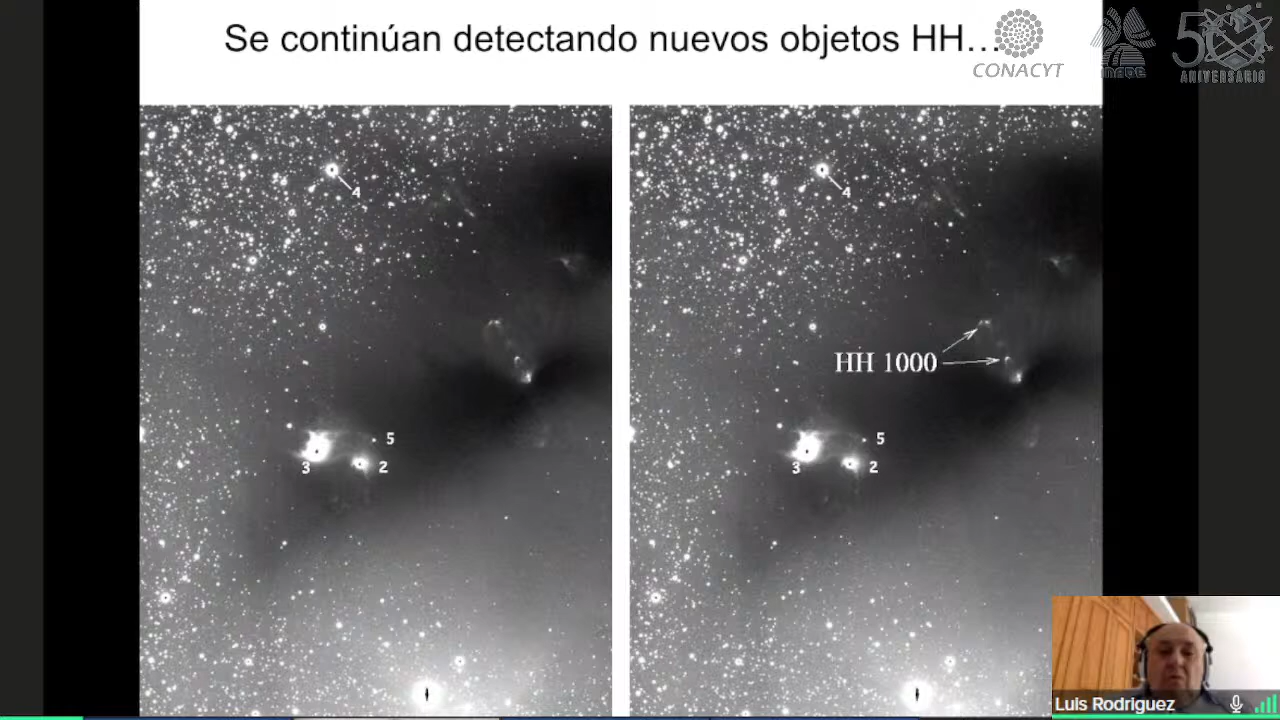 Se continúan detectando nuevos objetos HH...
CONACYT
inaoe
50
ANIVERSARIO
4
5
3
2
4
HH 1000
5
3
2
Luis Rodriguez